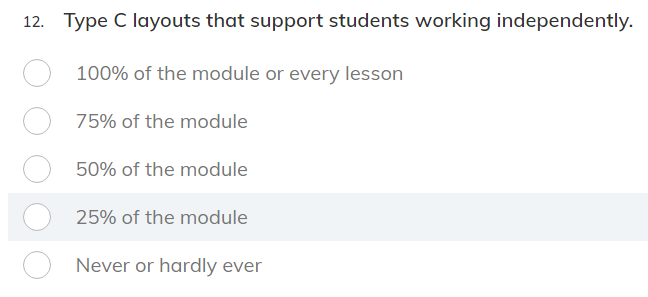 12. Type C layouts that support students working independently.
100% of the module or every lesson
75% of the module
50% of the module
25% of the module
Never or hardly ever